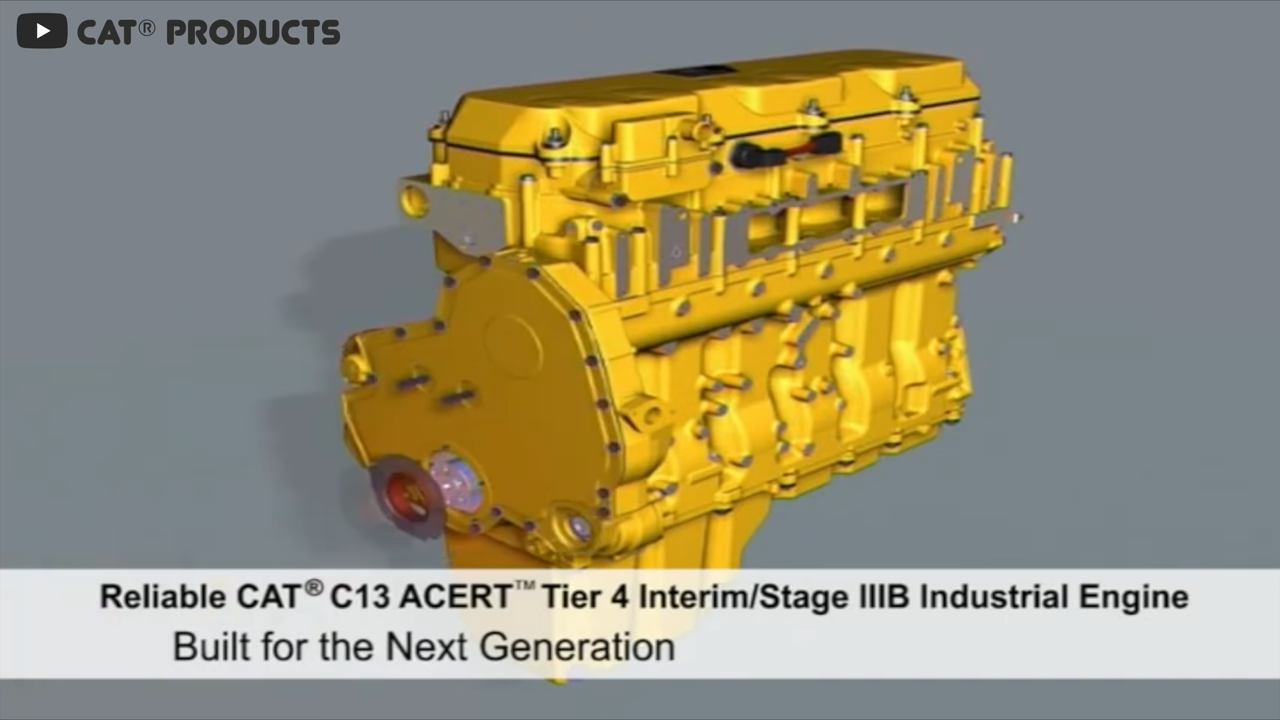 CAT® PRODUCTS
Reliable CAT® C13 ACERT™ Tier 4 Interim/Stage IIIB Industrial Engine
Built for the Next Generation